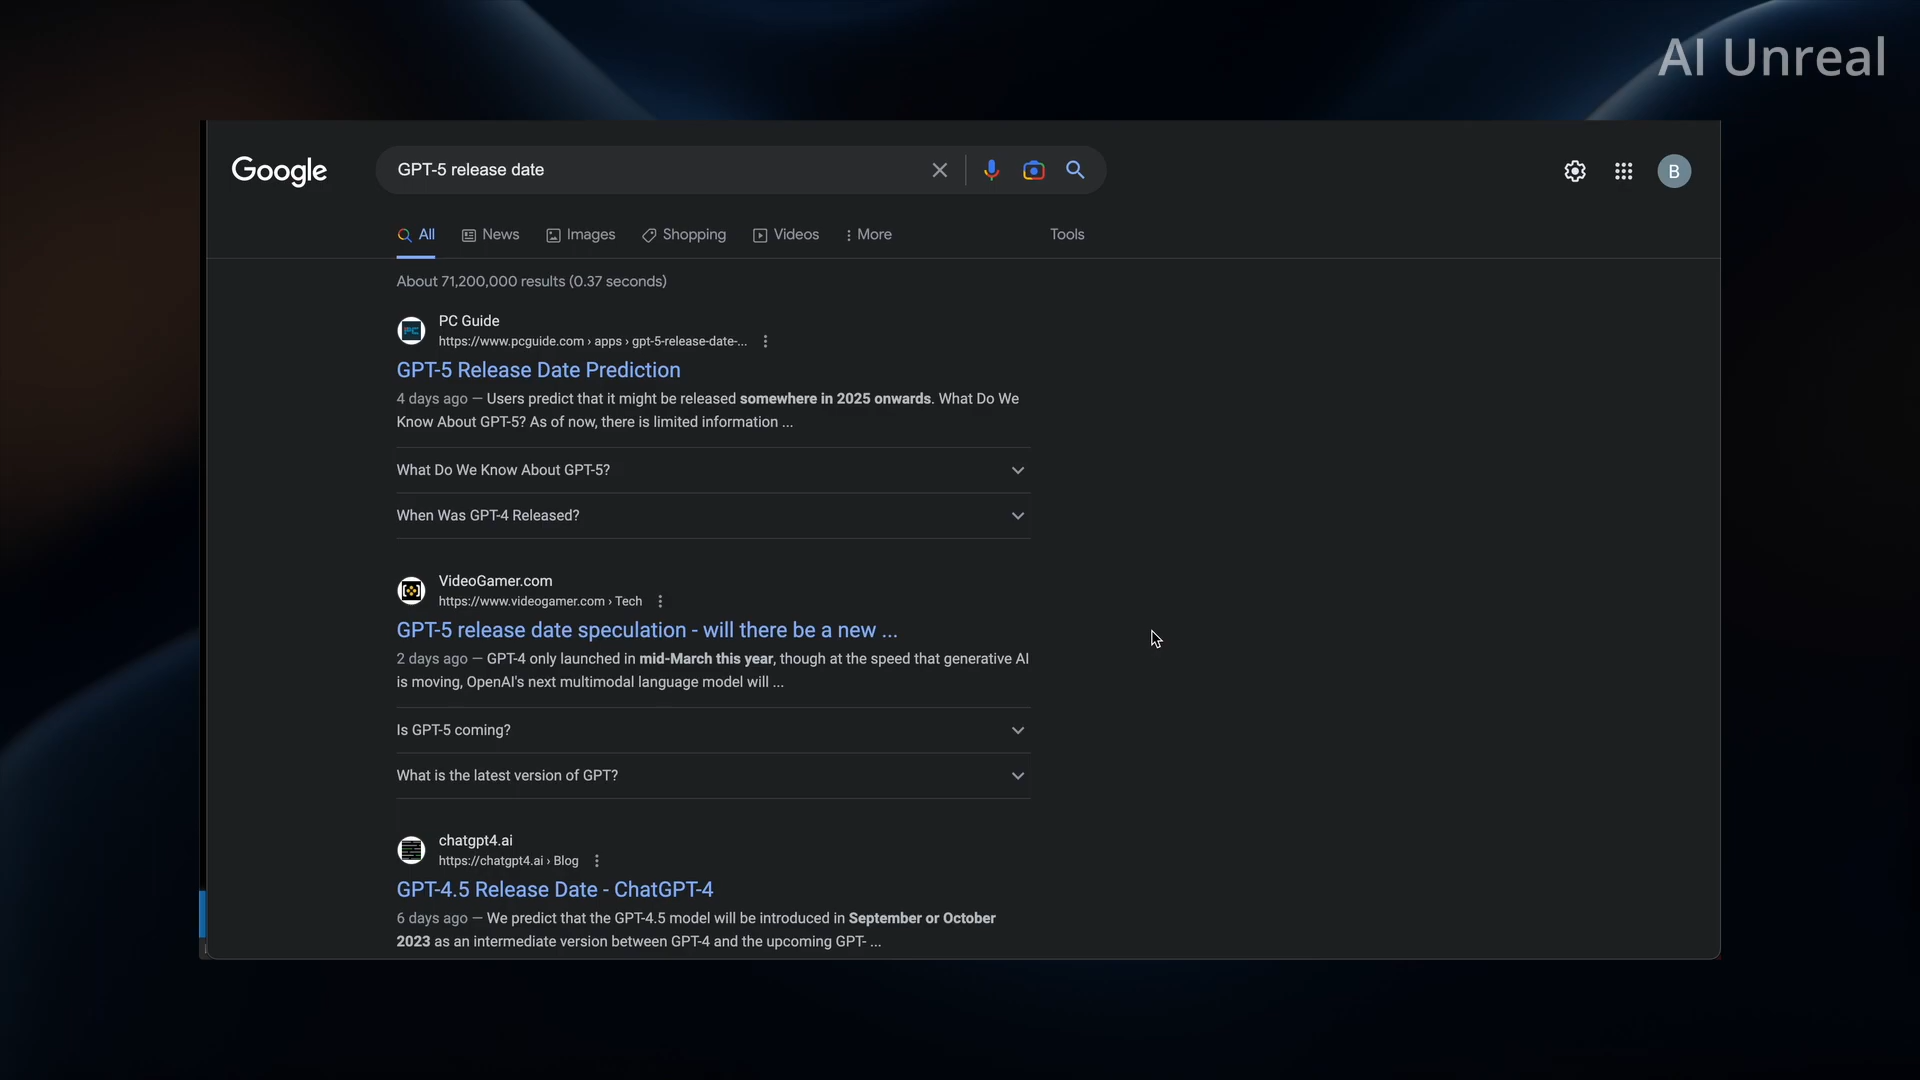 AI Unreal
Google
GPT-5 release date
B
All
News
Images
Shopping
Videos
More
Tools
About 71,200,000 results (0.37 seconds)
PC
PC Guide
https://www.pcguide.com › apps › gpt-5-release-date-...
GPT-5 Release Date Prediction
4 days ago — Users predict that it might be released somewhere in 2025 onwards. What Do We
Know About GPT-5? As of now, there is limited information ...
What Do We Know About GPT-5?
When Was GPT-4 Released?
VideoGamer.com
https://www.videogamer.com › Tech
GPT-5 release date speculation - will there be a new ...
2 days ago — GPT-4 only launched in mid-March this year, though at the speed that generative AI
is moving, OpenAI's next multimodal language model will ...
Is GPT-5 coming?
What is the latest version of GPT?
chatgpt4.ai
https://chatgpt4.ai › Blog
GPT-4.5 Release Date - ChatGPT-4
6 days ago — We predict that the GPT-4.5 model will be introduced in September or October
2023 as an intermediate version between GPT-4 and the upcoming GPT- ...